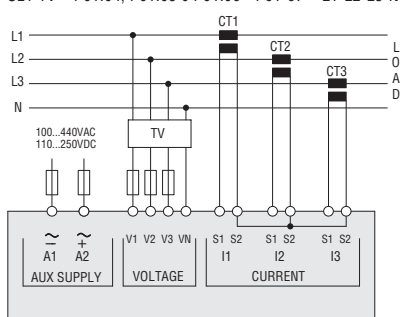 CT1
L1
L
CT2
L2
O
CT3
L3
A
N
D
TV
100...440VAC
110...250VDC
V1 V2 V3 VN
S1 S2 S1 S2 S1 S2
A1 A2
I1 I2 I3
AUX SUPPLY VOLTAGE CURRENT